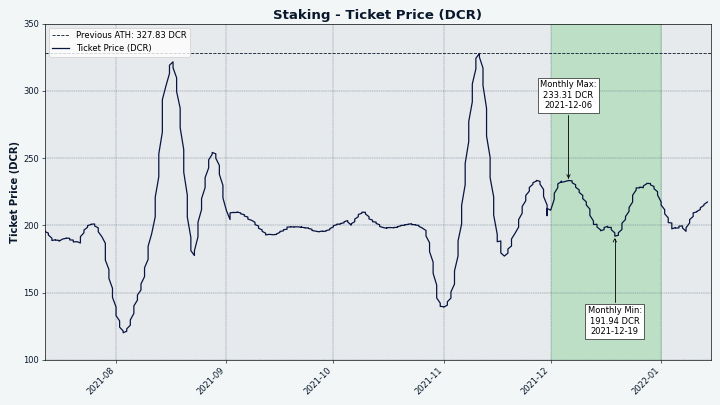 Staking - Ticket Price (DCR)
Previous ATH: 327.83 DCR
Ticket Price (DCR)
Monthly Max:
233.31 DCR
2021-12-06
Monthly Min:
191.94 DCR
2021-12-19
Ticket Price (DCR)
350
300
250
200
150
100
2021-08
2021-09
2021-10
2021-11
2021-12
2022-01